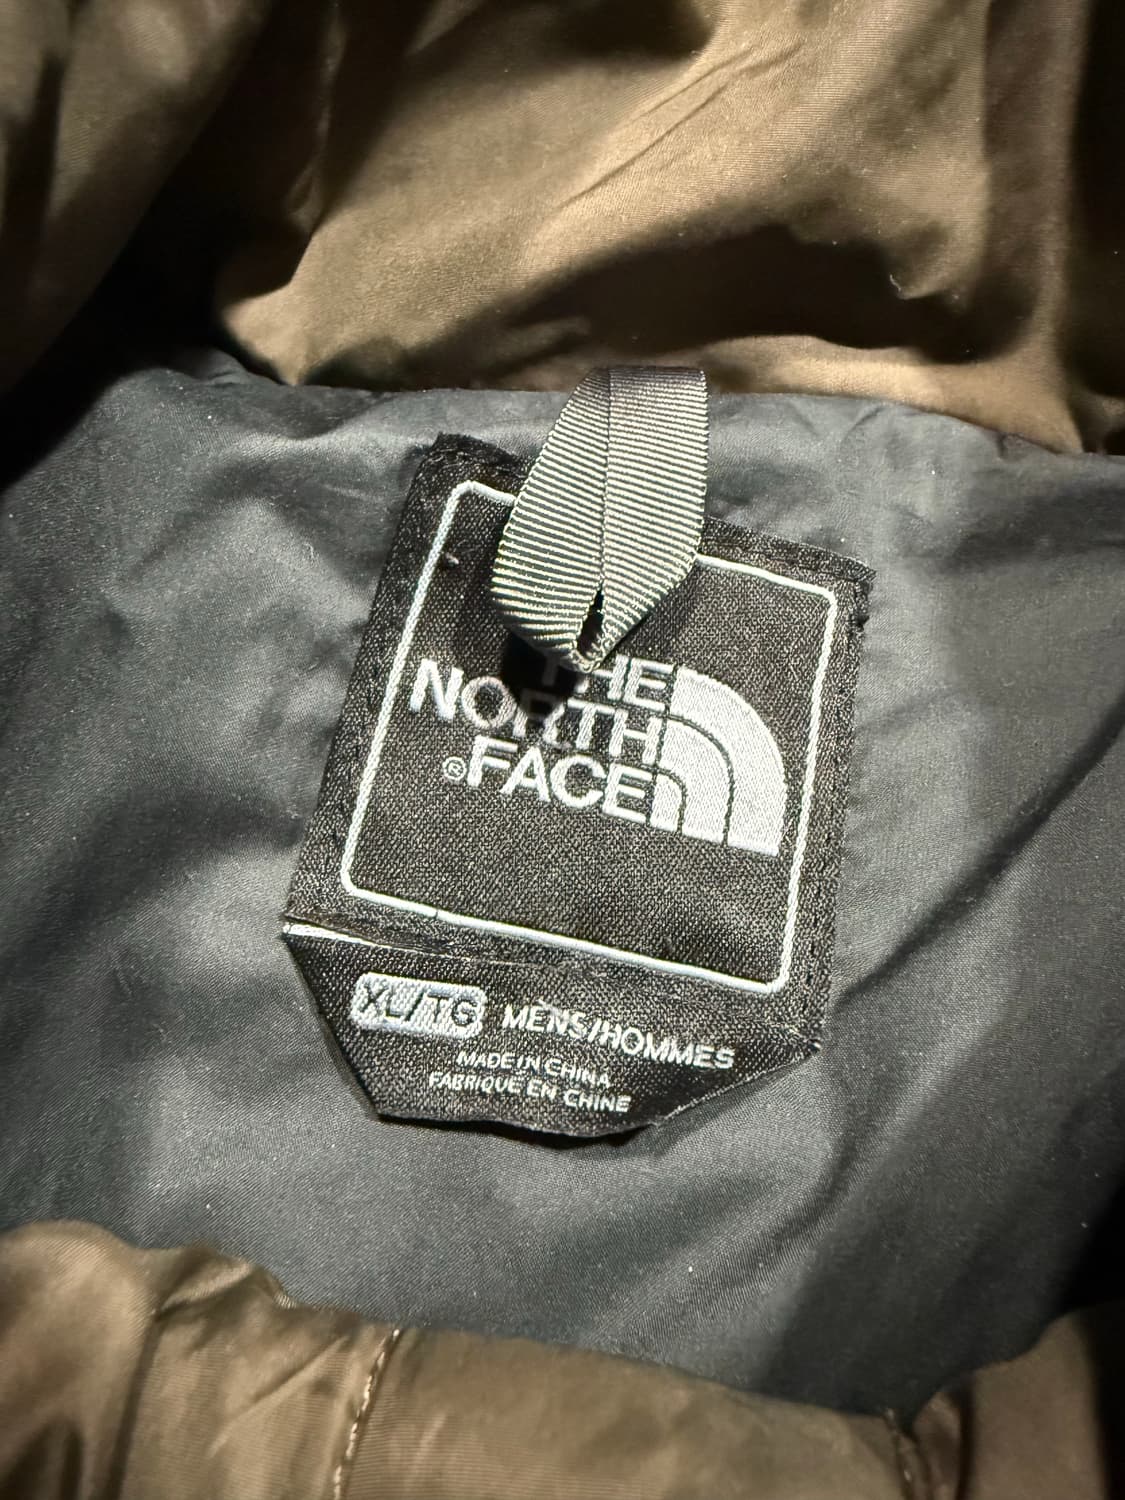 THE
NORTH
®FACE
XL/TG MENS/HOMMES
MADE IN CHINA
FABRIQUE EN CHINE